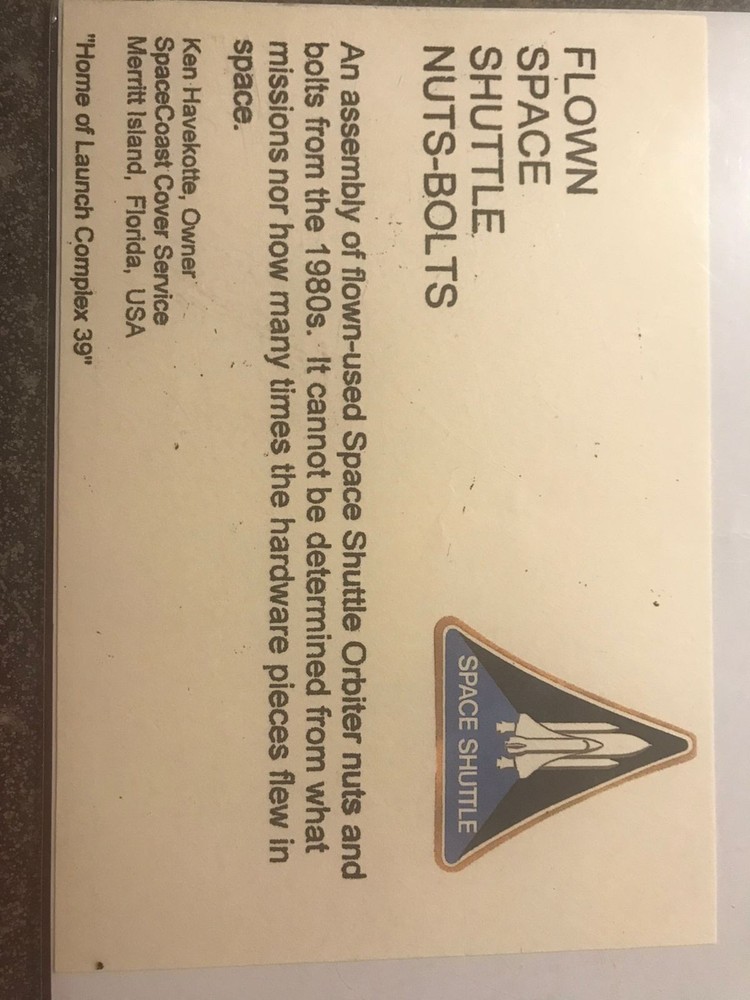 FLOWN
SPACE
SHUTTLE
NUTS-BOLTS
SPACE SHUTTLE
An assembly of flown-used Space Shuttle Orbiter nuts and
bolts from the 1980s. It cannot be determined from what
missions nor how many times the hardware pieces flew in
space.
Ken Havekotte, Owner
SpaceCoast Cover Service
Merritt Island, Florida, USA
"Home of Launch Complex 39"